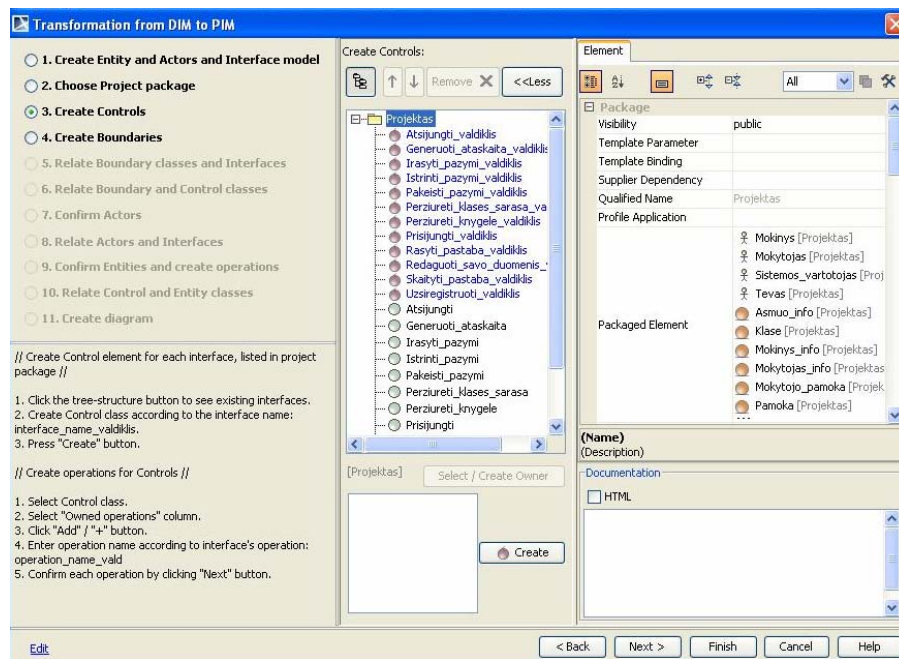 Transformation from DIM to PIM
1. Create Entity and Actors and Interface model
2. Choose Project package
3. Create Controls
4. Create Boundaries
5. Relate Boundary classes and Interfaces
6. Relate Boundary and Control classes
7. Confirm Actors
8. Relate Actors and Interfaces
9. Confirm Entities and create operations
10. Relate Control and Entity classes
11. Create diagram
// Create Control element for each interface, listed in project
package //
1. Click the tree-structure button to see existing interfaces.
2. Create Control class according to the interface name:
interface_name_valdiklis.
3. Press "Create" button.
// Create operations for Controls //
1. Select Control class.
2. Select "Owned operations" column.
3. Click "Add" / "+" button.
4. Enter operation name according to interface's operation:
operation_name_vald
5. Confirm each operation by clicking "Next" button.
Create Controls:
Remove
<<Less
Projektas
Atsijungti_valdiklis
Generuoti_ataskaita_valdiklis
Irasyti_pazymi_valdiklis
Istrinti_pazymi_valdiklis
Pakeisti_pazymi_valdiklis
Perziureti_klases_sarasa_va
Perziureti_knygele_valdiklis
Prisijungti_valdiklis
Rasyti_pastaba_valdiklis
Redaguoti_savo_duomenis_
Skaityti_pastaba_valdiklis
Uzsiregistruoti_valdiklis
Atsijungti
Generuoti_ataskaita
Irasyti_pazymi
Istrinti_pazymi
Pakeisti_pazymi
Perziureti_klases_sarasa
Perziureti_knygele
Prisijungti
[Projektas]
Select / Create Owner
Create
Element
All
Package
Visibility public
Template Parameter
Template Binding
Supplier Dependency
Qualified Name Projektas
Profile Application
Packaged Element
Mokinys [Projektas]
Mokytojas [Projektas]
Sistemos_vartotojas [Proj
Tevas [Projektas]
Asmuo_info [Projektas]
Klase [Projektas]
Mokinys_info [Projektas]
Mokytojas_info [Projektas
Mokytojo_pamoka [Projek
Pamoka [Projektas]
(Name)
(Description)
Documentation
HTML
Edit
< Back
Next >
Finish
Cancel
Help